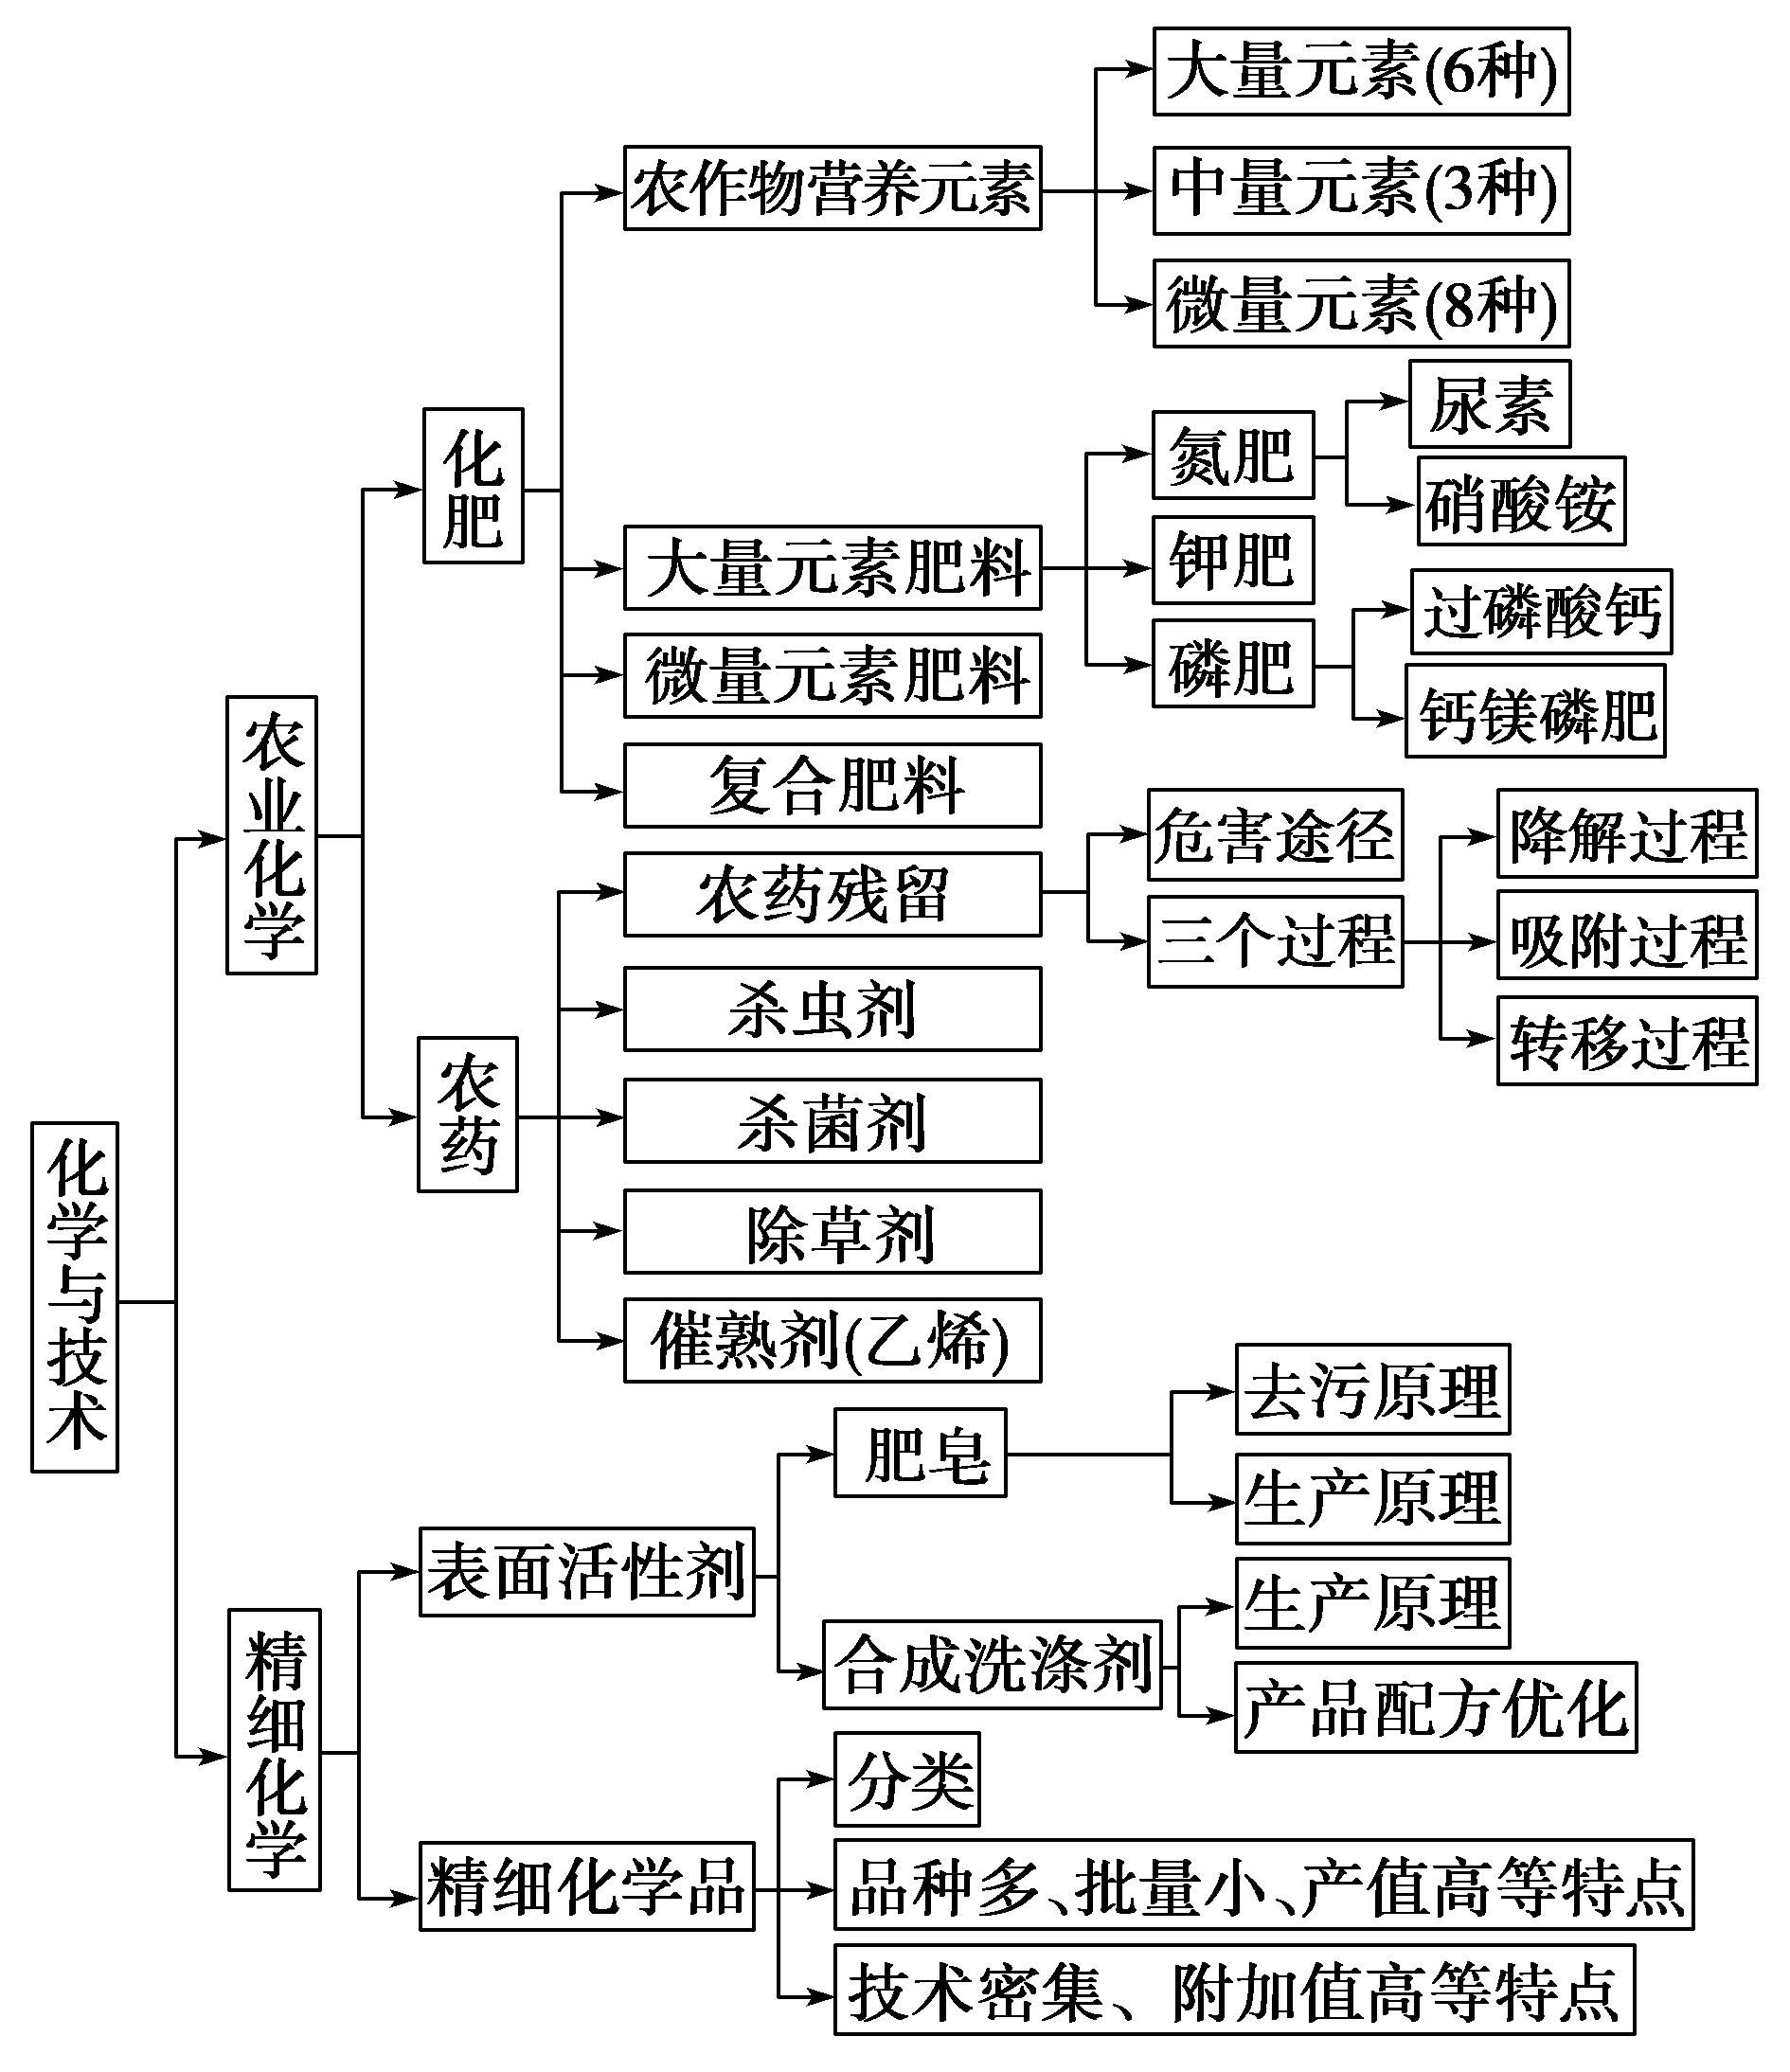 化学与技术
农业化学
化肥
农作物营养元素
大量元素(6种)
中量元素(3种)
微量元素(8种)
大量元素肥料
氮肥
尿素
硝酸铵
钾肥
磷肥
过磷酸钙
钙镁磷肥
微量元素肥料
复合肥料
农药
农药残留
危害途径
三个过程
降解过程
吸附过程
转移过程
杀虫剂
杀菌剂
除草剂
催熟剂(乙烯)
精细化学
表面活性剂
肥皂
去污原理
生产原理
合成洗涤剂
生产原理
产品配方优化
精细化学品
分类
品种多、批量小、产值高等特点
技术密集、附加值高等特点